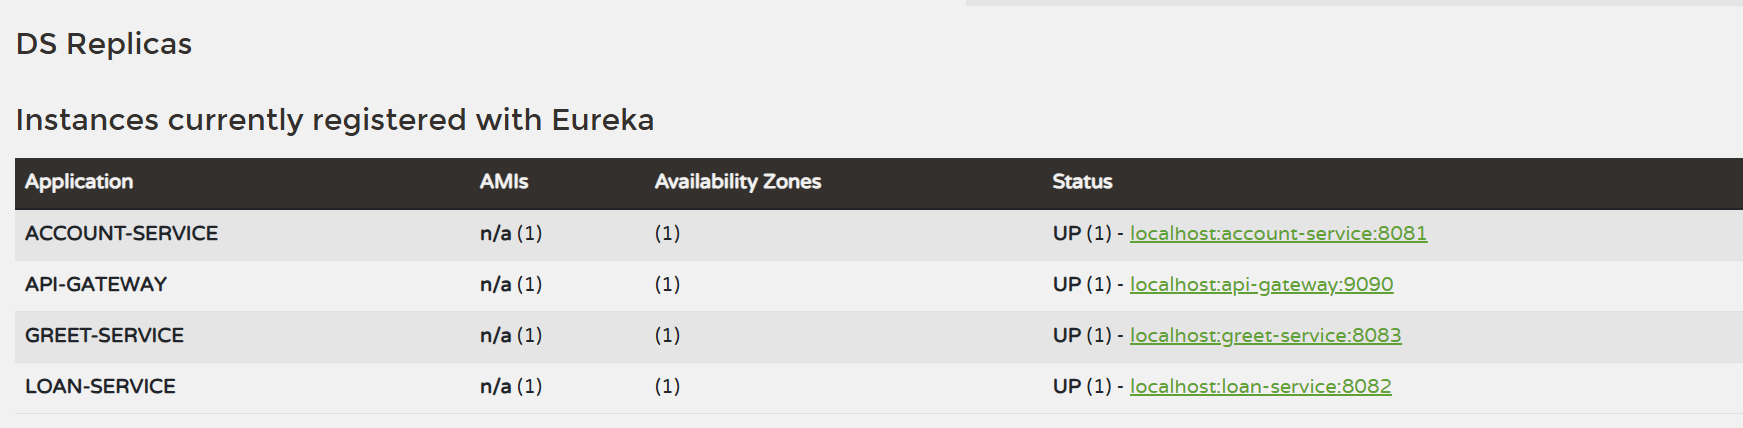 DS Replicas
Instances currently registered with Eureka
Application AMIs Availability Zones Status
ACCOUNT-SERVICE n/a (1) (1) UP (1) - localhost:account-service:8081
API-GATEWAY n/a (1) (1) UP (1) - localhost:api-gateway:9090
GREET-SERVICE n/a (1) (1) UP (1) - localhost:greet-service:8083
LOAN-SERVICE n/a (1) (1) UP (1) - localhost:loan-service:8082